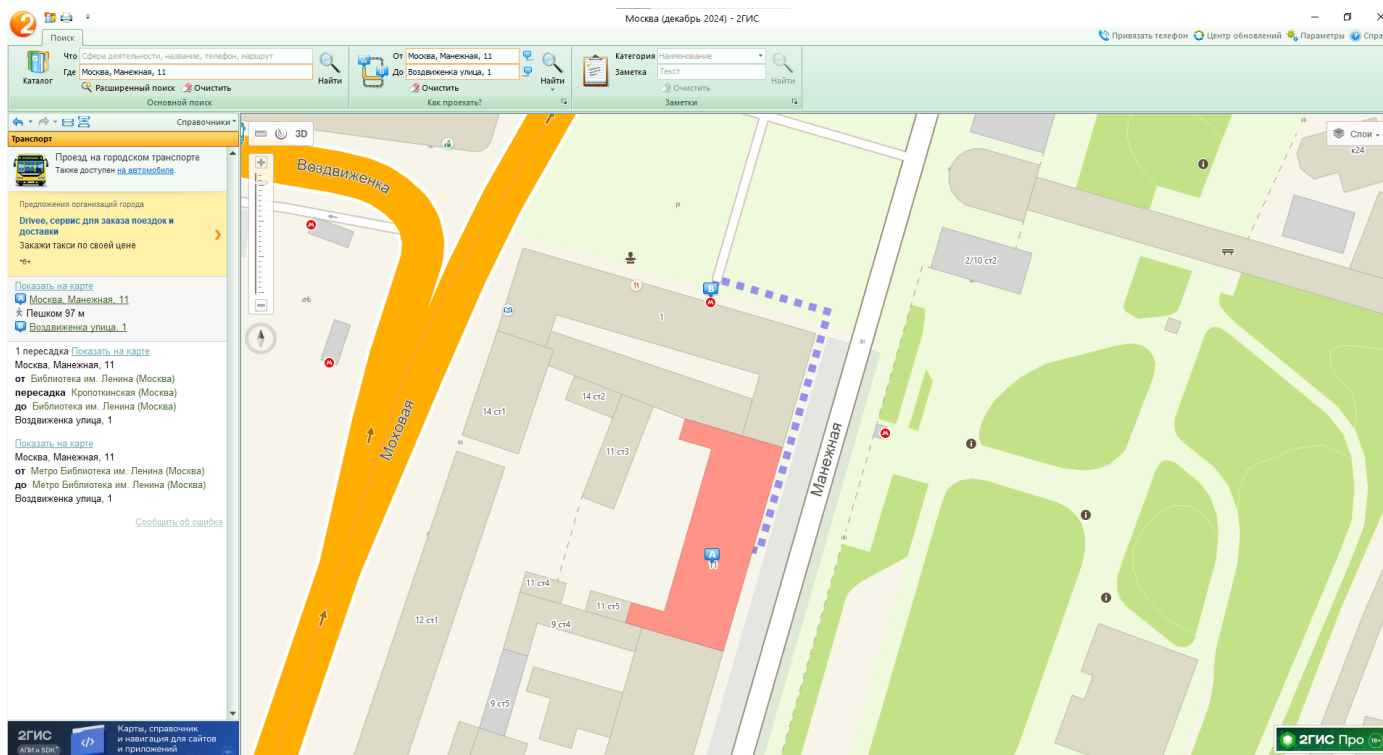 Москва (декабрь 2024) - 2ГИС
Поиск
Привязать телефон Центр обновлений Параметры Спра
Что Сфера деятельности, название, телефон, маршрут
Где Москва, Манежная, 11
Каталог
Найти
Расширенный поиск Очистить
Основной поиск
От Москва, Манежная, 11
До Воздвиженка улица, 1
Найти
Очистить
Как проехать?
Категория Наименование
Заметка Текст
Найти
Очистить
Заметки
Справочники
Транспорт
Проезд на городском транспорте
Также доступен на автомобиле.
Предложения организаций города
Drivee, сервис для заказа поездок и
доставки
Закажи такси по своей цене
Показать на карте
A Москва, Манежная, 11
Пешком 97 м
B Воздвиженка улица, 1
1 пересадка Показать на карте
Москва, Манежная, 11
от Библиотека им. Ленина (Москва)
пересадка Кропоткинская (Москва)
до Библиотека им. Ленина (Москва)
Воздвиженка улица, 1
Показать на карте
Москва, Манежная, 11
от Метро Библиотека им. Ленина (Москва)
до Метро Библиотека им. Ленина (Москва)
Воздвиженка улица, 1
Сообщить об ошибке
2ГИС
АПИ и SDK
Карты, справочник
и навигация для сайтов
и приложений
3D
Слои
к24
Воздвиженка
P
2/10 ст2
B
1
14 ст2
14 ст1
Моховая
11 ст3
Манежная
A
11
11 ст4
11 ст5
12 ст1
9 ст4
9 ст5
2ГИС Про 18+